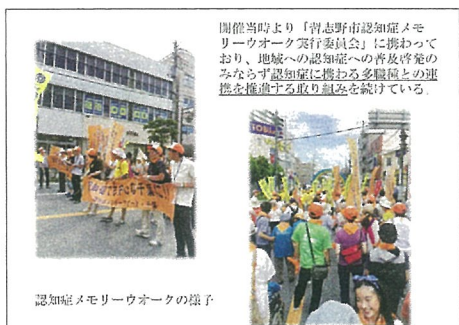 開催当時より「習志野市認知症メモ
リーウオーク実行委員会」に携わって
おり、地域への認知症への普及啓発の
みならず認知症に携わる多職種との連
携を推進する取り組みを続けている。
認知症メモリーウオークの様子